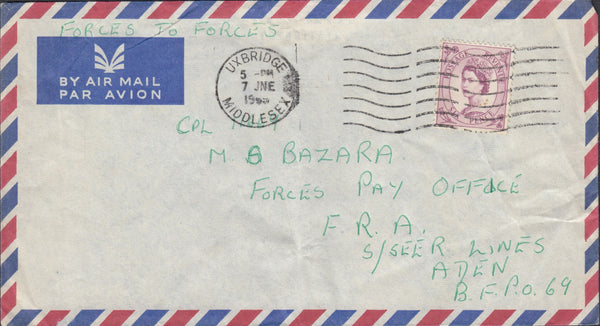 FORCES TO FORCES
BY AIR MAIL
PAR AVION
UXBRIDGE
5 - PM
7 JNE
MIDDLESEX
CPL
M S BAZARA
FORCES PAY OFFICE
F. R. A.
S/SEER LINES
ADEN
B. F. P. O. 69